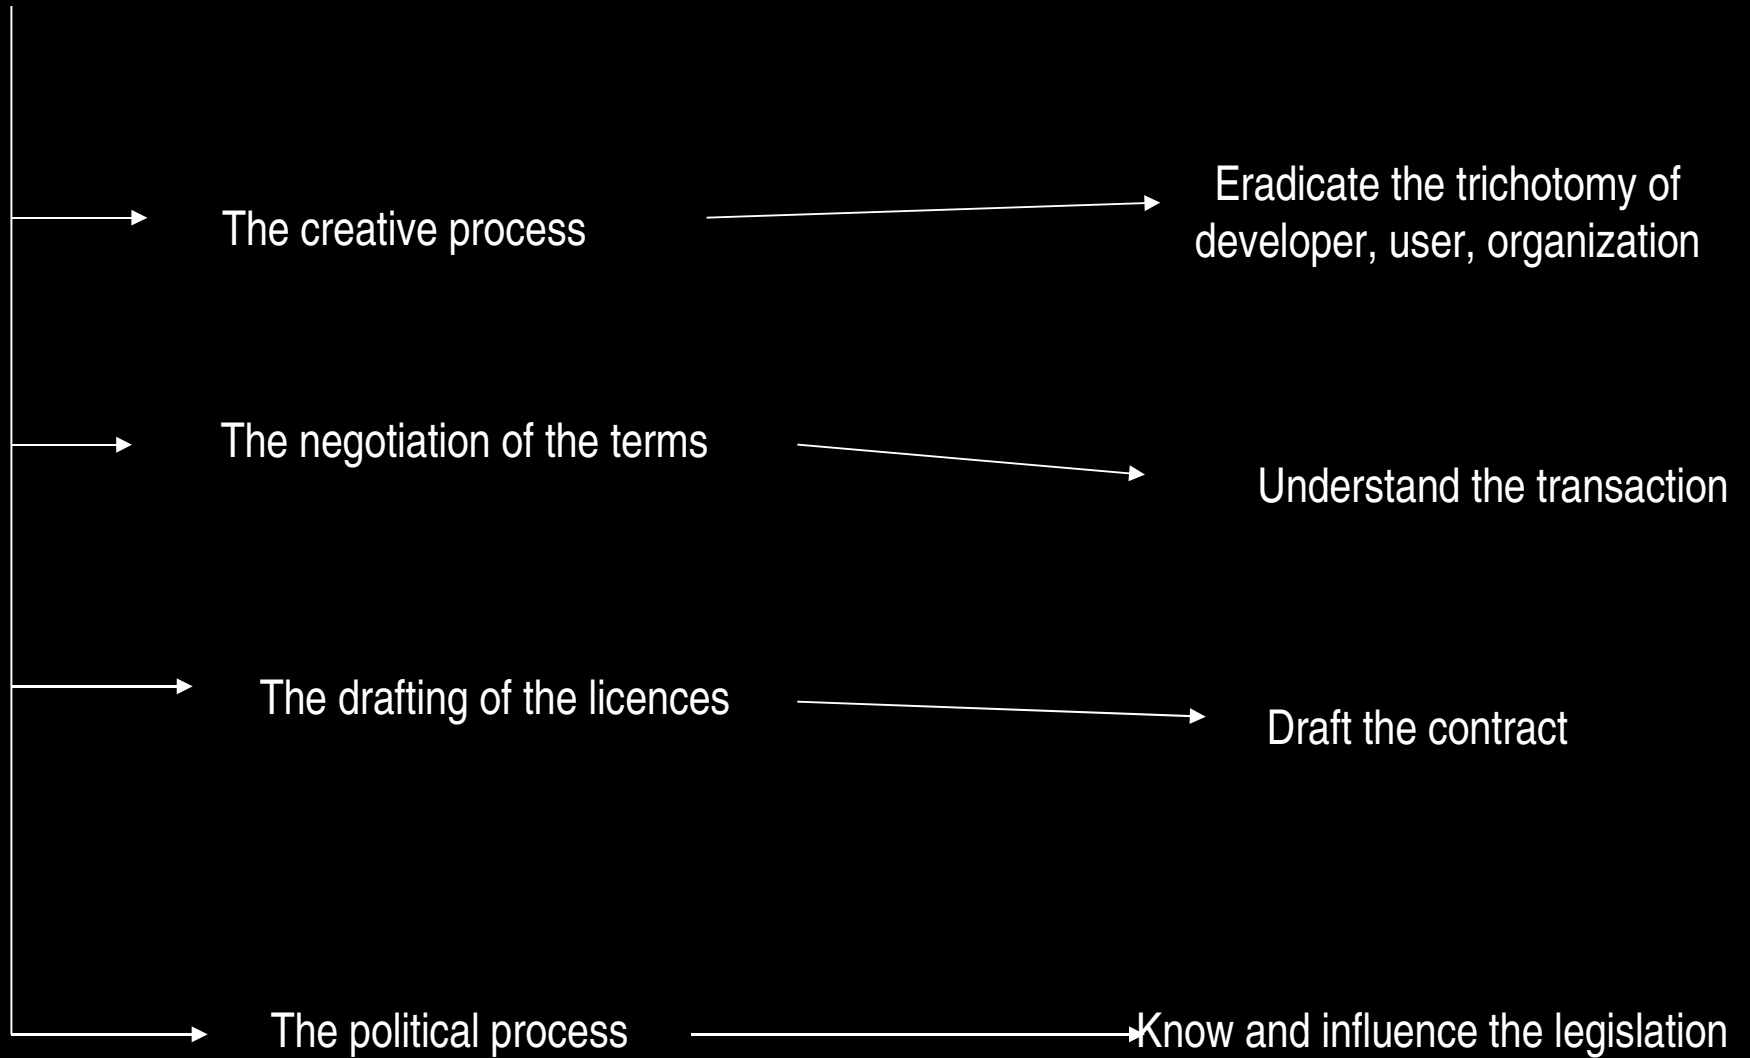 The creative process
Eradicate the trichotomy of
developer, user, organization
The negotiation of the terms
Understand the transaction
The drafting of the licences
Draft the contract
The political process
Know and influence the legislation